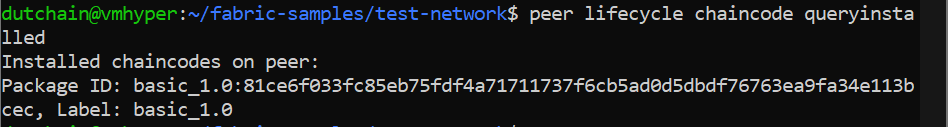 dutchain@vmhyper:~/fabric-samples/test-network$ peer lifecycle chaincode queryinsta
lled
Installed chaincodes on peer:
Package ID: basic_1.0:81ce6f033fc85eb75fdf4a71711737f6cb5ad0d5dbdf76763ea9fa34e113b
cec, Label: basic_1.0